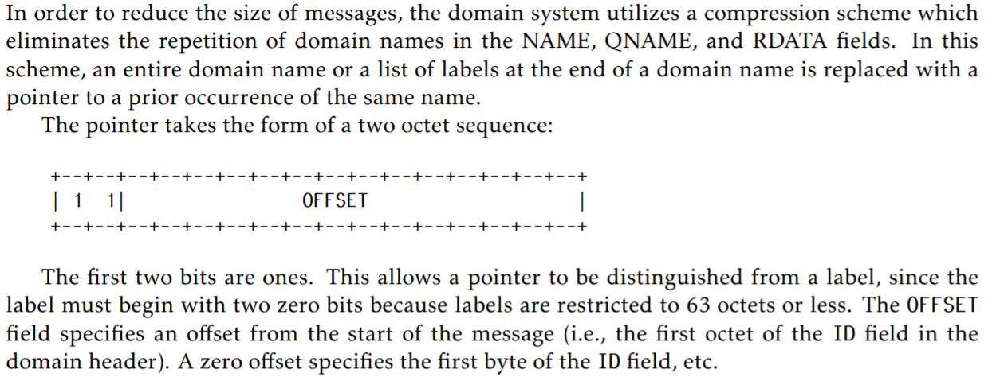 In order to reduce the size of messages, the domain system utilizes a compression scheme which
eliminates the repetition of domain names in the NAME, QNAME, and RDATA fields. In this
scheme, an entire domain name or a list of labels at the end of a domain name is replaced with a
pointer to a prior occurrence of the same name.
The pointer takes the form of a two octet sequence:
+--+--+--+--+--+--+--+--+--+--+--+--+--+--+--+--+
| 1  1|                OFFSET                   |
+--+--+--+--+--+--+--+--+--+--+--+--+--+--+--+--+
The first two bits are ones. This allows a pointer to be distinguished from a label, since the
label must begin with two zero bits because labels are restricted to 63 octets or less. The OFFSET
field specifies an offset from the start of the message (i.e., the first octet of the ID field in the
domain header). A zero offset specifies the first byte of the ID field, etc.